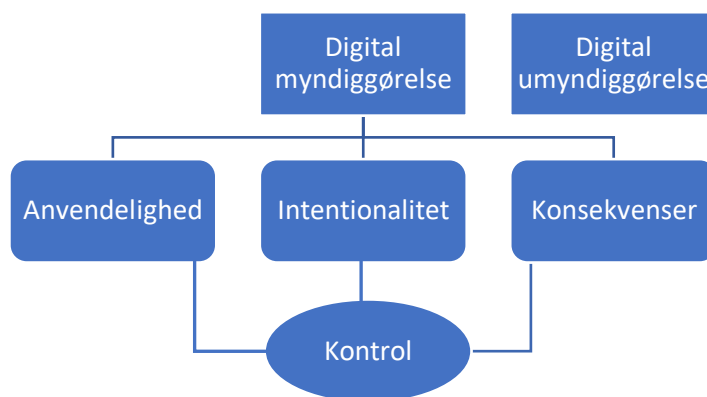 Digital
myndiggørelse
Digital
umyndiggørelse
Anvendelighed
Intentionalitet
Konsekvenser
Kontrol